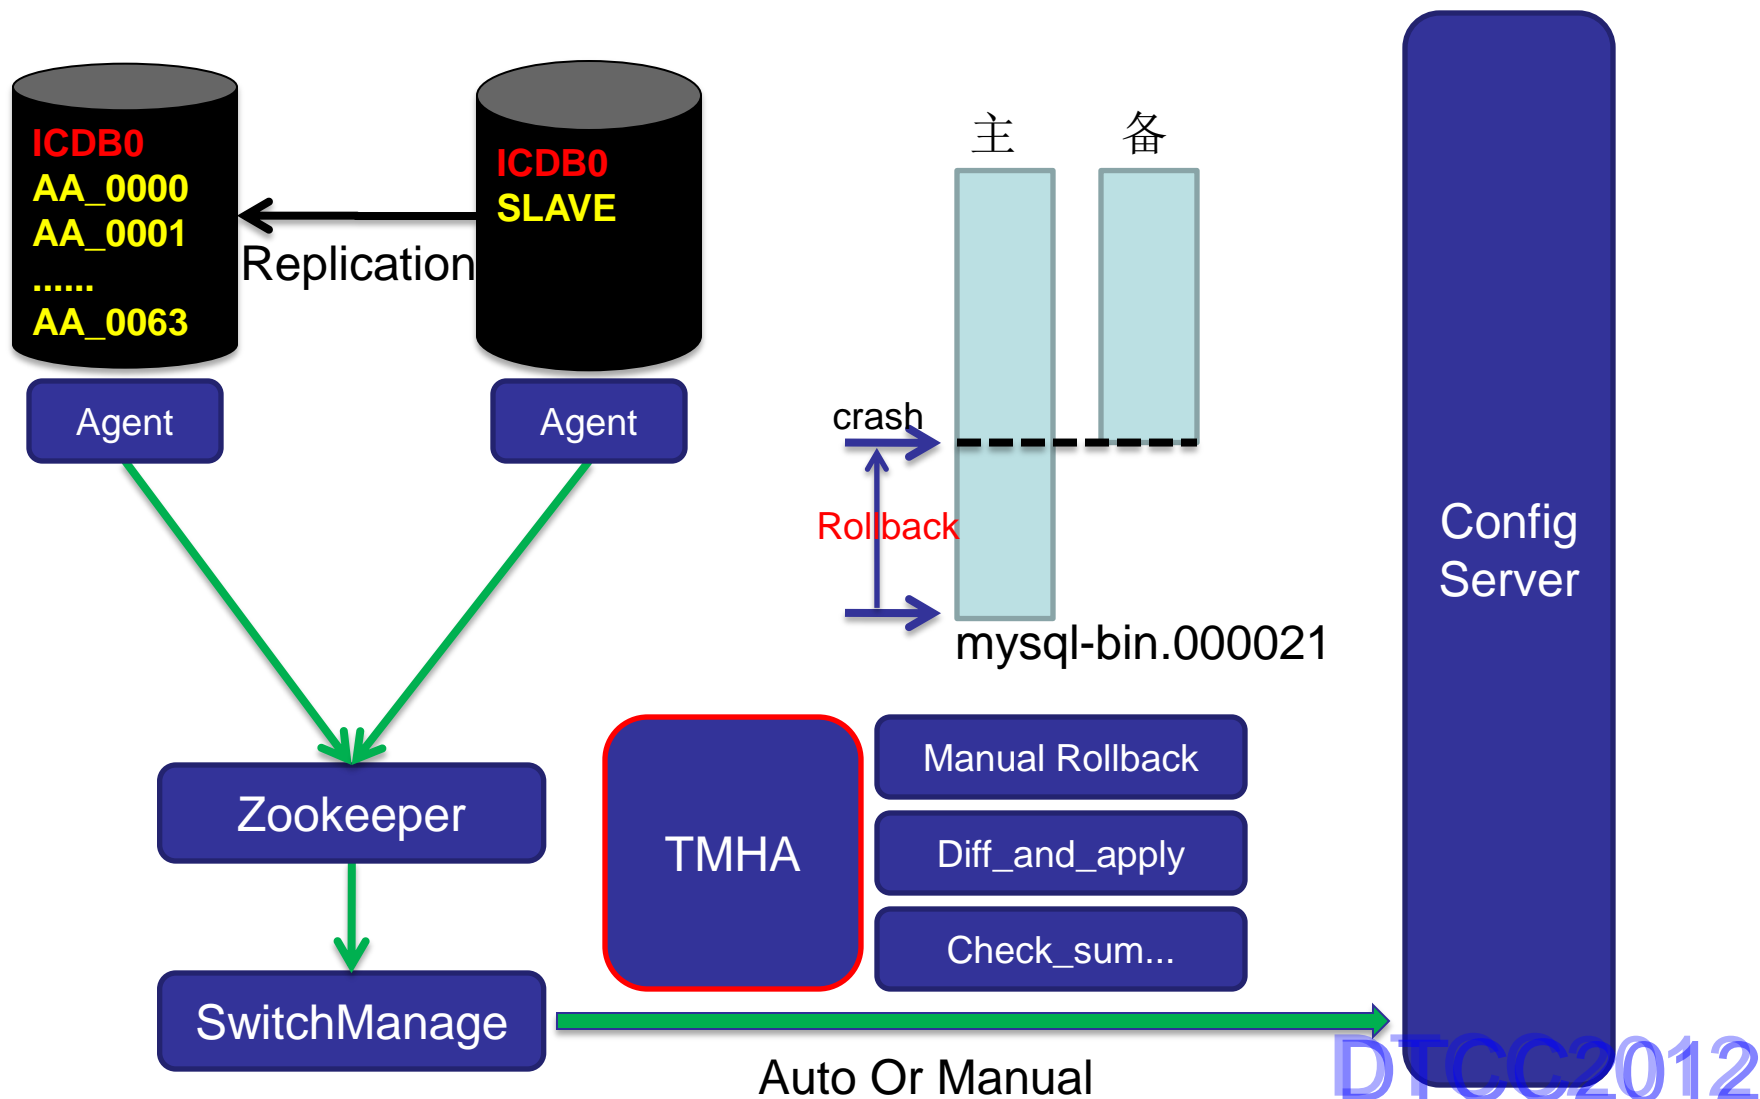 ICDB0
AA_0000
AA_0001
......
AA_0063
Replication
ICDB0
SLAVE
Agent
Agent
主
备
crash
Rollback
mysql-bin.000021
Config
Server
Zookeeper
TMHA
Manual Rollback
Diff_and_apply
Check_sum...
SwitchManage
Auto Or Manual
DTCC2012